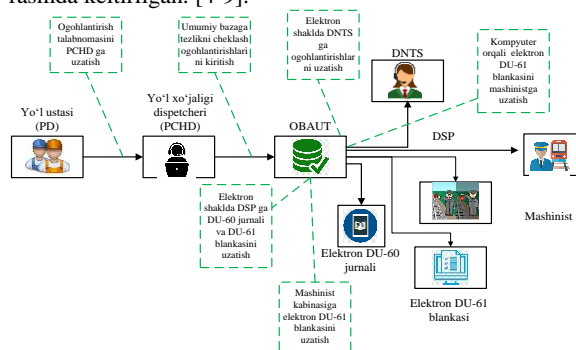 rasmda keltirilgan. [4-9].
Ogohlantirish
talabnomasini
PCHD ga
uzatish
Umumiy bazaga
tezlikni cheklash
ogohlantirishlari
ni kiritish
Elektron
shaklda DNTS
ga
ogohlantirishlar
ni uzatish
DNTS
Kompyuter
orqali elektron
DU-61
blankasini
mashinistga
uzatish
Yo‘l ustasi
(PD)
Yo‘l xo‘jaligi
dispetcheri
(PCHD)
OBAUT
DSP
Mashinist
Elektron
shaklda DSP ga
DU-60 jurnali
va DU-61
blankasini
uzatish
Elektron DU-60
jurnali
Mashinist
kabinasiga
elektron DU-61
blankasini
uzatish
Elektron DU-61
blankasi